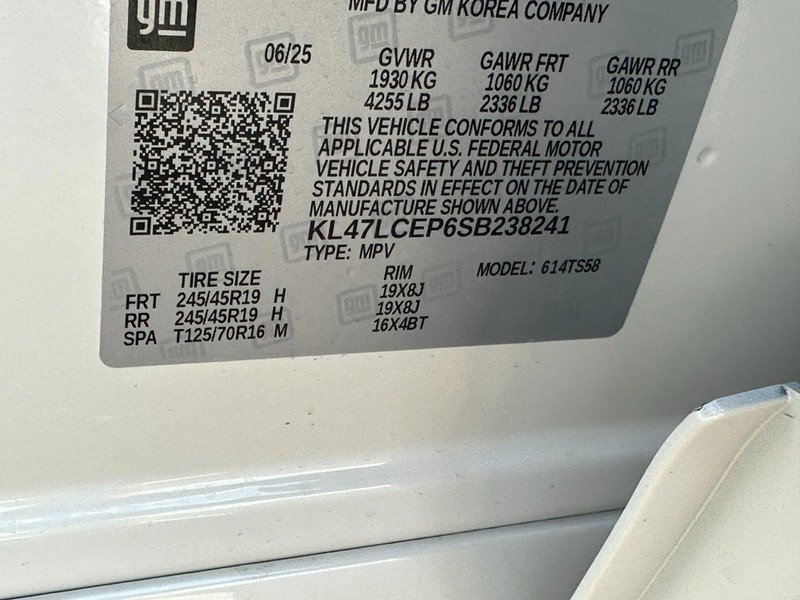 gm
MFD BY GM KOREA COMPANY
06/25 GVWR GAWR FRT GAWR RR
1930 KG 1060 KG 1060 KG
4255 LB 2336 LB 2336 LB
THIS VEHICLE CONFORMS TO ALL
APPLICABLE U.S. FEDERAL MOTOR
VEHICLE SAFETY AND THEFT PREVENTION
STANDARDS IN EFFECT ON THE DATE OF
MANUFACTURE SHOWN ABOVE.
KL47LCEP6SB238241
TYPE: MPV MODEL: 614TS58
TIRE SIZE RIM
FRT 245/45R19 H 19X8J
RR 245/45R19 H 19X8J
SPA T125/70R16 M 16X4BT